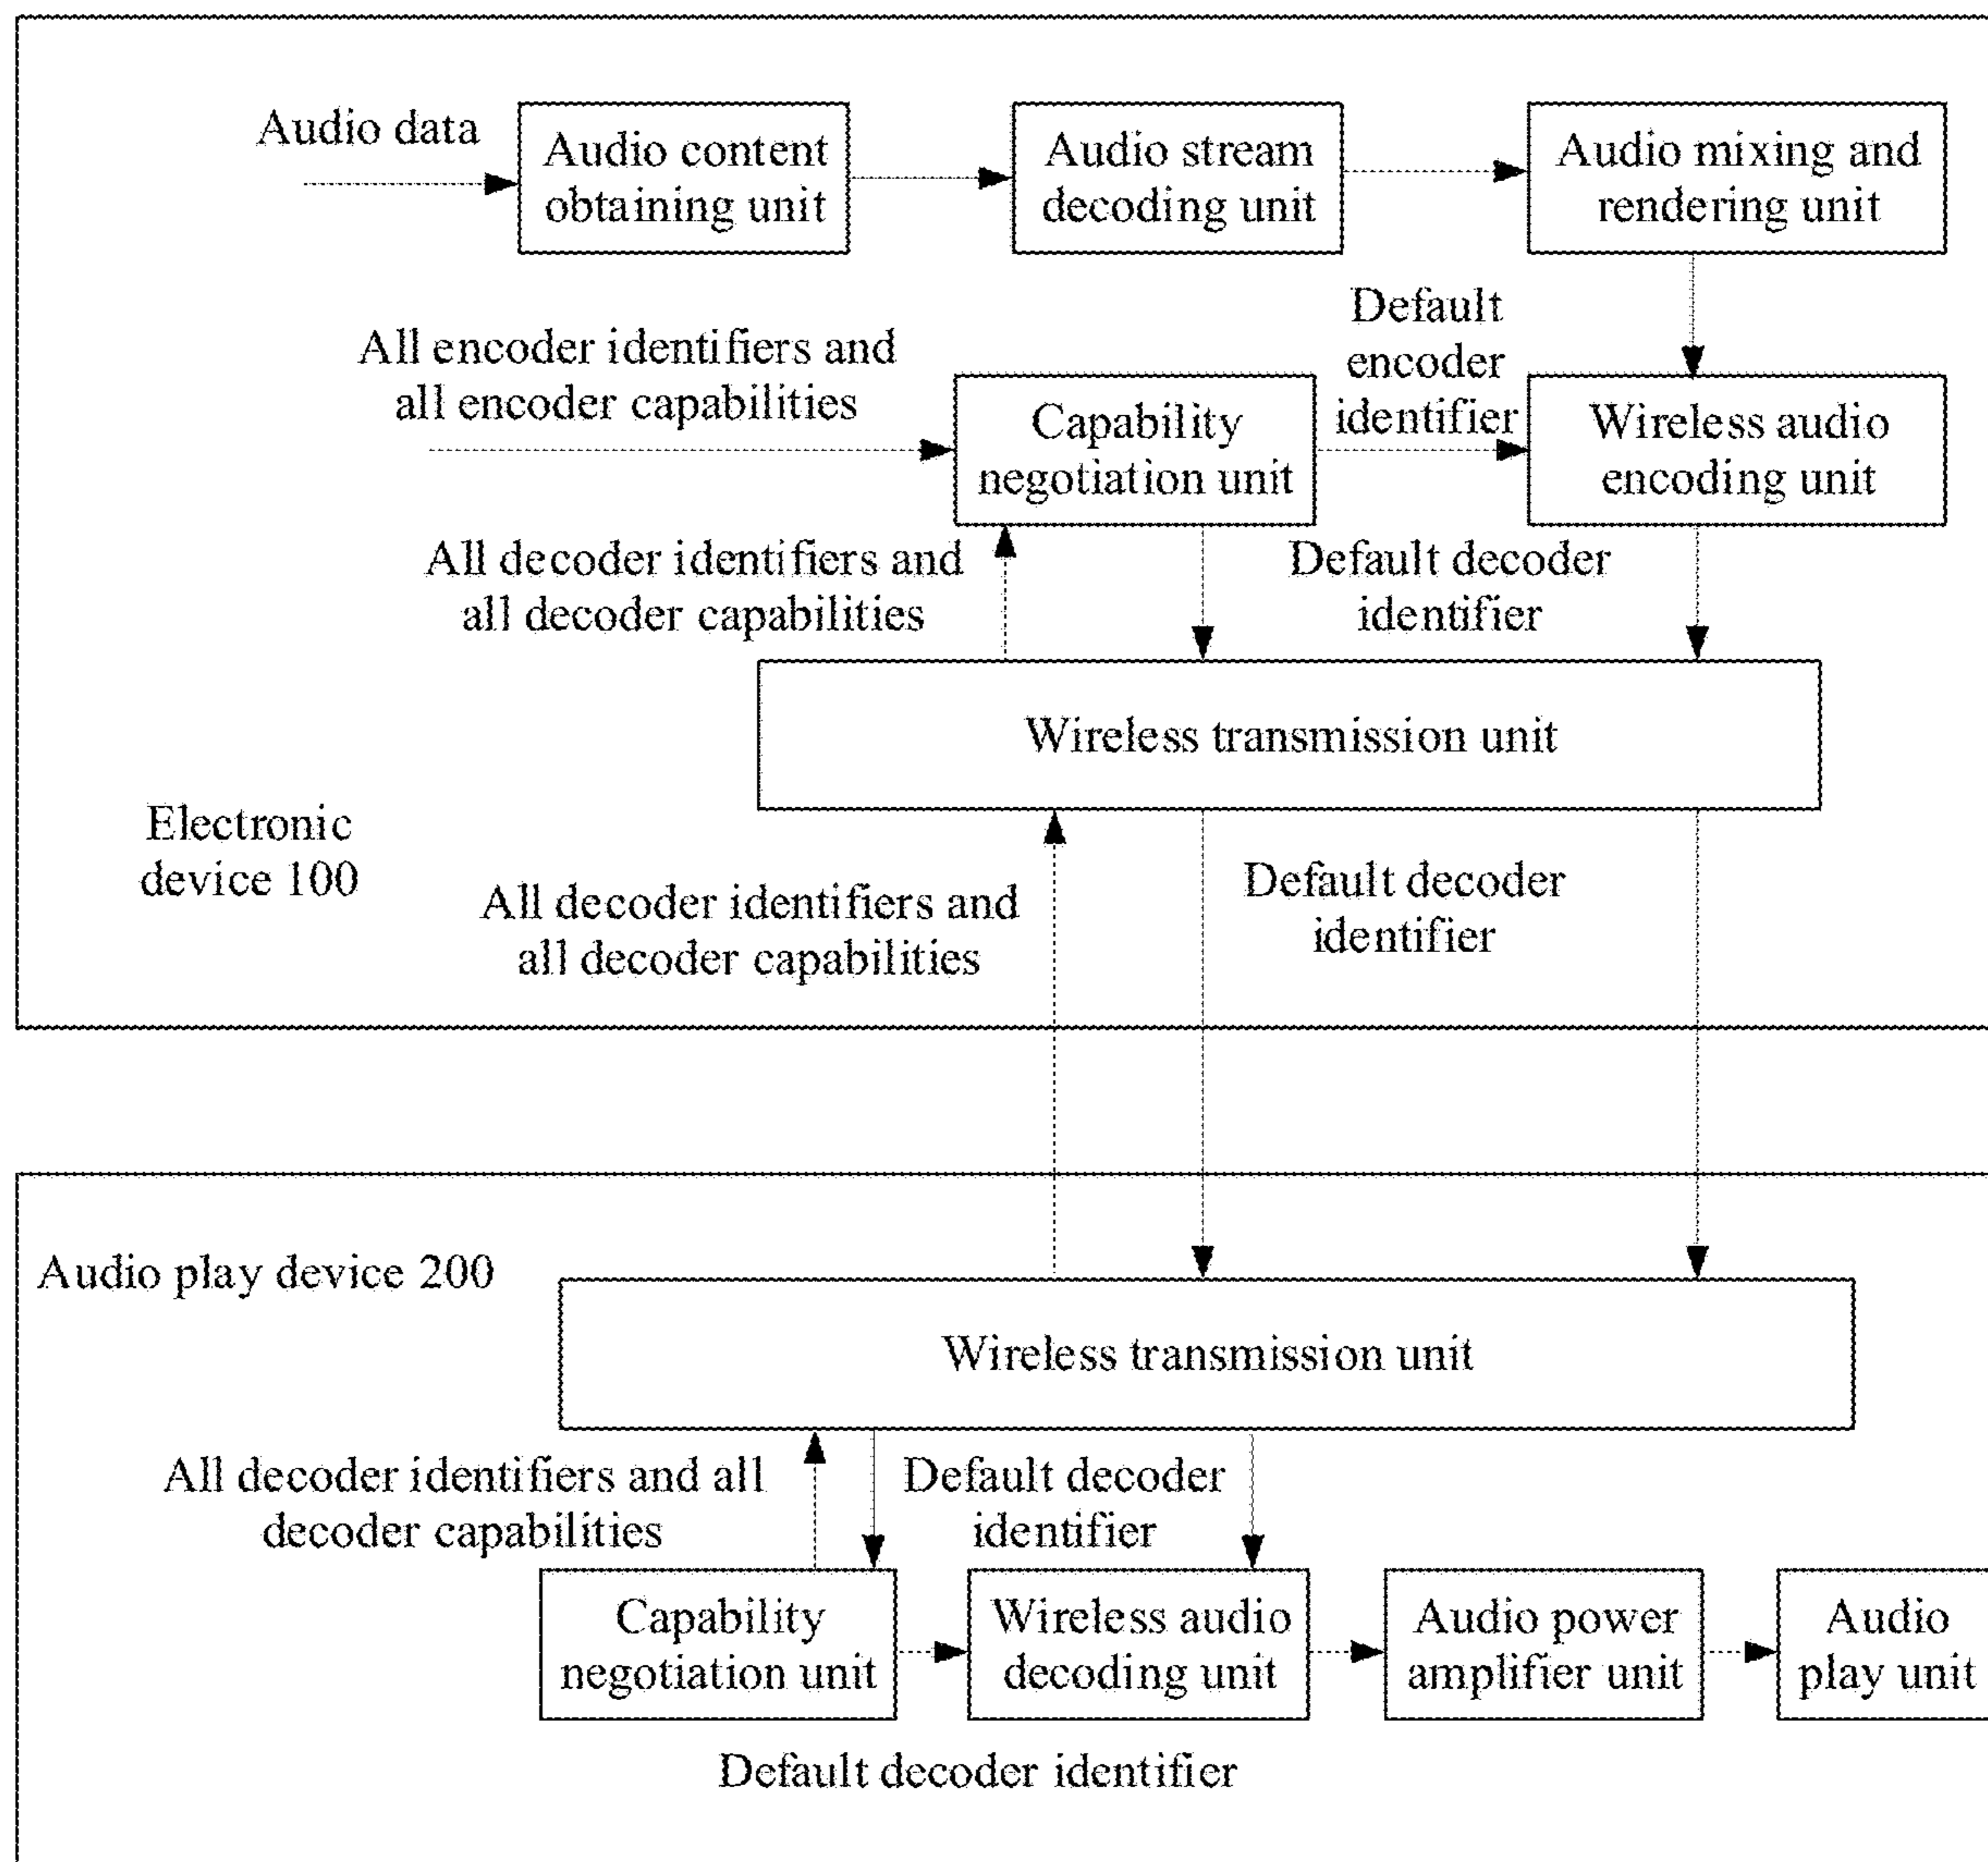 Audio data
Audio content
obtaining unit
Audio stream
decoding unit
Audio mixing and
rendering unit
All encoder identifiers and
all encoder capabilities
Capability
negotiation unit
Default
encoder
identifier
Wireless audio
encoding unit
All decoder identifiers and
all decoder capabilities
Default decoder
identifier
Wireless transmission unit
Electronic
device 100
All decoder identifiers and
all decoder capabilities
Default decoder
identifier
Audio play device 200
Wireless transmission unit
All decoder identifiers and all
decoder capabilities
Default decoder
identifier
Capability
negotiation unit
Wireless audio
decoding unit
Audio power
amplifier unit
Audio
play unit
Default decoder identifier